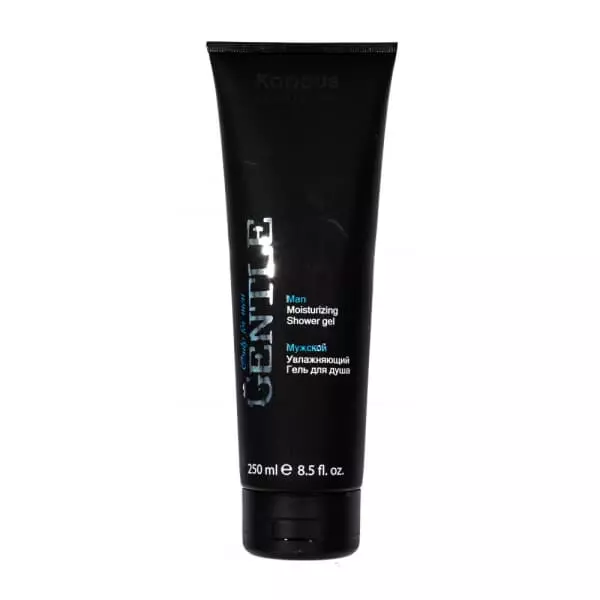 Kapous
Only for men
GENTLE
Man
Moisturizing
Shower gel
Мужской
Увлажняющий
Гель для душа
250 ml ℮ 8.5 fl. oz.